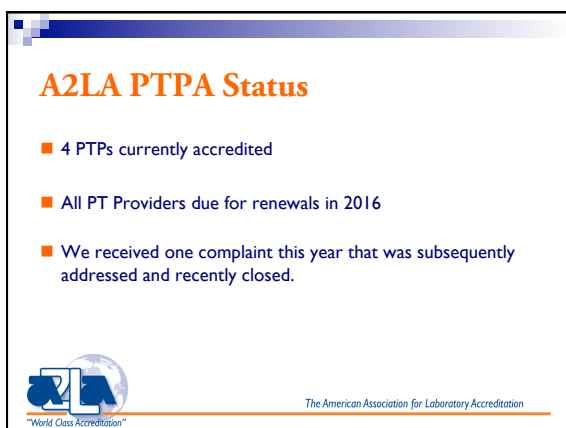 A2LA PTPA Status
4 PTPs currently accredited
All PT Providers due for renewals in 2016
We received one complaint this year that was subsequently
addressed and recently closed.
A2LA
The American Association for Laboratory Accreditation
"World Class Accreditation"